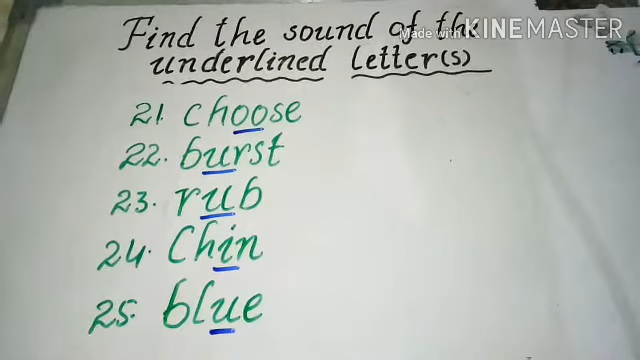 Find the sound of the
underlined letter(s)
21. choose
22. burst
23. rub
24. Chin
25. blue
Made with KINEMASTER